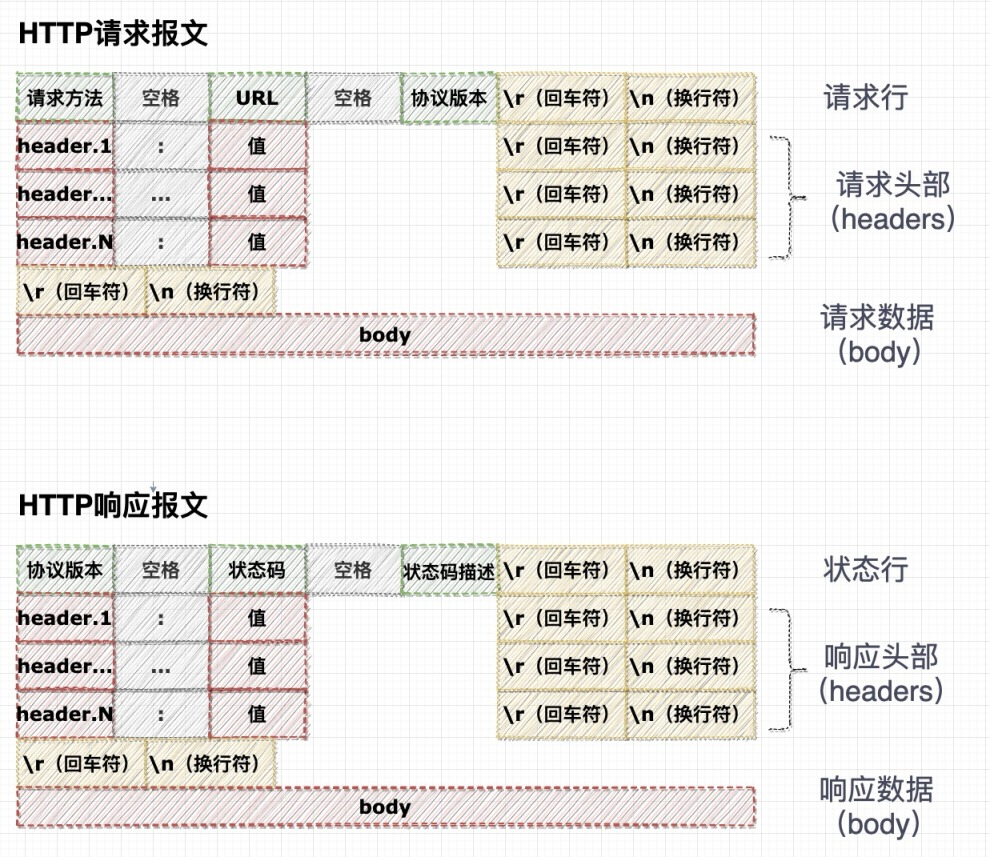 HTTP请求报文
请求方法 空格 URL 空格 协议版本 \r（回车符） \n（换行符） 请求行
header.1 : 值 \r（回车符） \n（换行符）
header... ... 值 \r（回车符） \n（换行符） 请求头部
（headers）
header.N : 值 \r（回车符） \n（换行符）
\r（回车符） \n（换行符）
body 请求数据
（body）
HTTP响应报文
协议版本 空格 状态码 空格 状态码描述 \r（回车符） \n（换行符） 状态行
header.1 : 值 \r（回车符） \n（换行符）
header... ... 值 \r（回车符） \n（换行符） 响应头部
（headers）
header.N : 值 \r（回车符） \n（换行符）
\r（回车符） \n（换行符）
body 响应数据
（body）